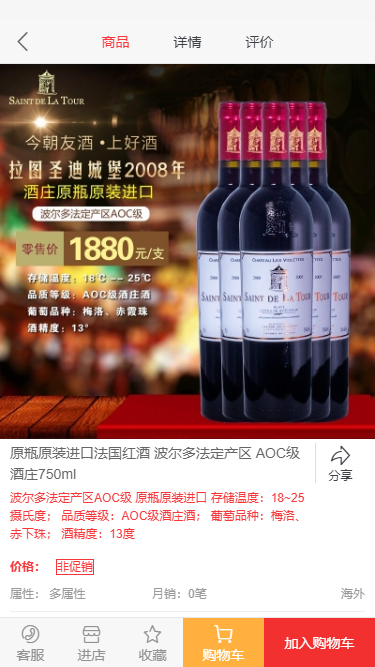 商品 详情 评价
SAINT DE LA TOUR
今朝友酒·上好酒
拉图圣迪城堡2008年
酒庄原瓶原装进口
波尔多法定产区AOC级
零售价 1880元/支
存储温度：18℃--25℃
品质等级：AOC级酒庄酒
葡萄品种：梅洛、赤霞珠
酒精度：13°
SAINT DE LA TOUR
原瓶原装进口法国红酒 波尔多法定产区 AOC级
酒庄750ml
分享
波尔多法定产区AOC级 原瓶原装进口 存储温度：18~25
摄氏度； 品质等级：AOC级酒庄酒； 葡萄品种：梅洛、
赤下珠； 酒精度：13度
价格： 非促销
属性： 多属性 月销：0笔 海外
客服 进店 收藏 购物车 加入购物车